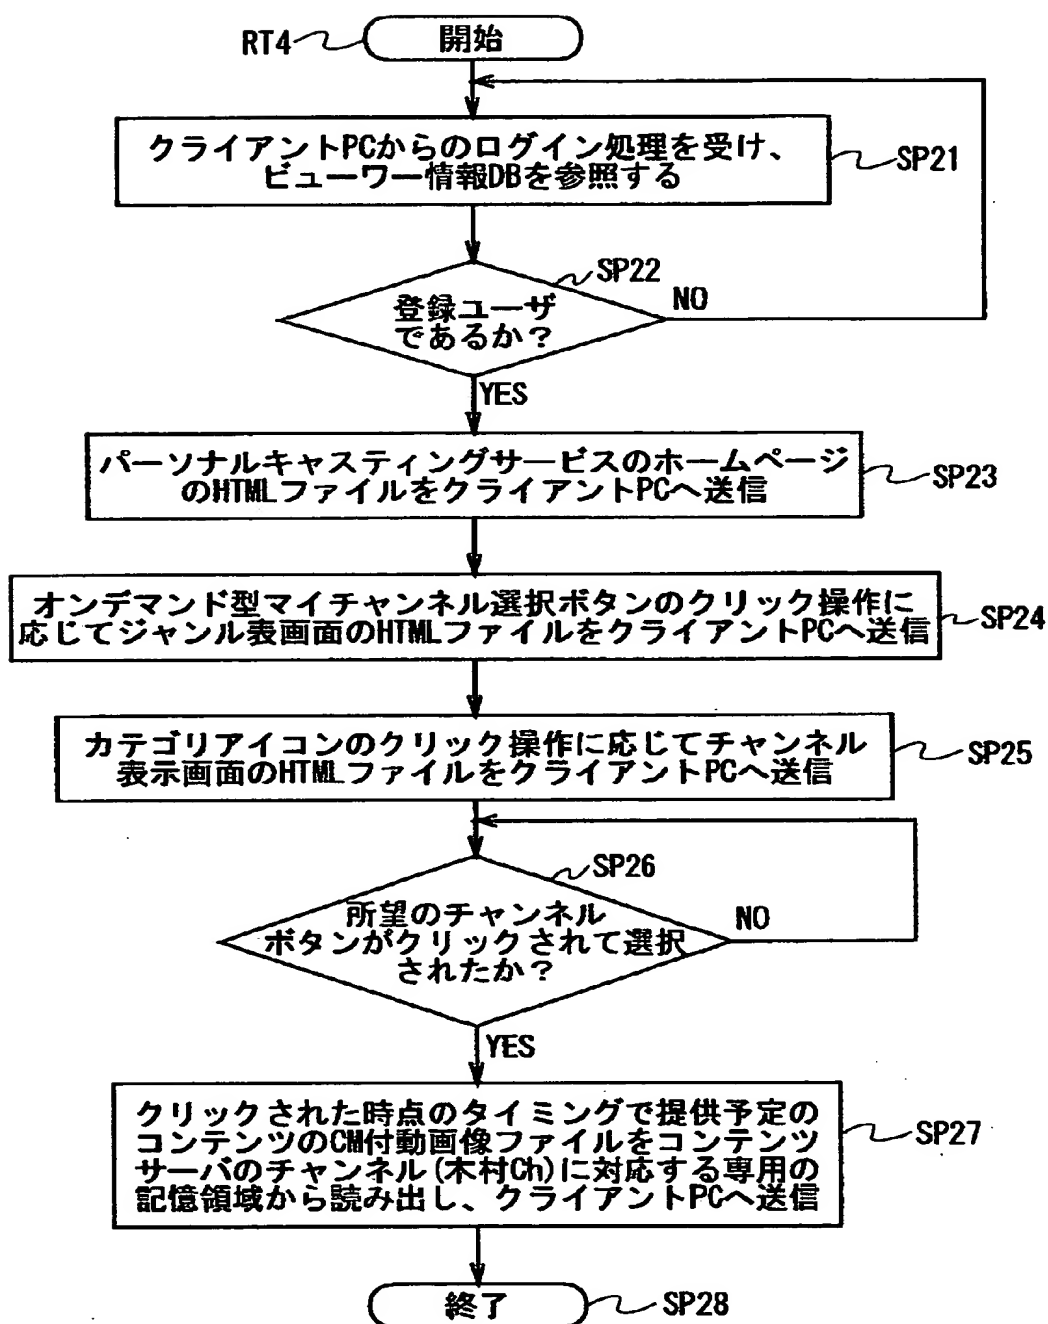 RT4
開始
クライアントPCからのログイン処理を受け、
ビューワー情報DBを参照する
SP21
SP22
登録ユーザ
であるか?
NO
YES
パーソナルキャスティングサービスのホームページ
のHTMLファイルをクライアントPCへ送信
SP23
オンデマンド型マイチャンネル選択ボタンのクリック操作に
応じてジャンル表画面のHTMLファイルをクライアントPCへ送信
SP24
カテゴリアイコンのクリック操作に応じてチャンネル
表示画面のHTMLファイルをクライアントPCへ送信
SP25
SP26
所望のチャンネル
ボタンがクリックされて選択
されたか?
NO
YES
クリックされた時点のタイミングで提供予定の
コンテンツのCM付動画像ファイルをコンテンツ
サーバのチャンネル(木村Ch)に対応する専用の
記憶領域から読み出し、クライアントPCへ送信
SP27
終了
SP28